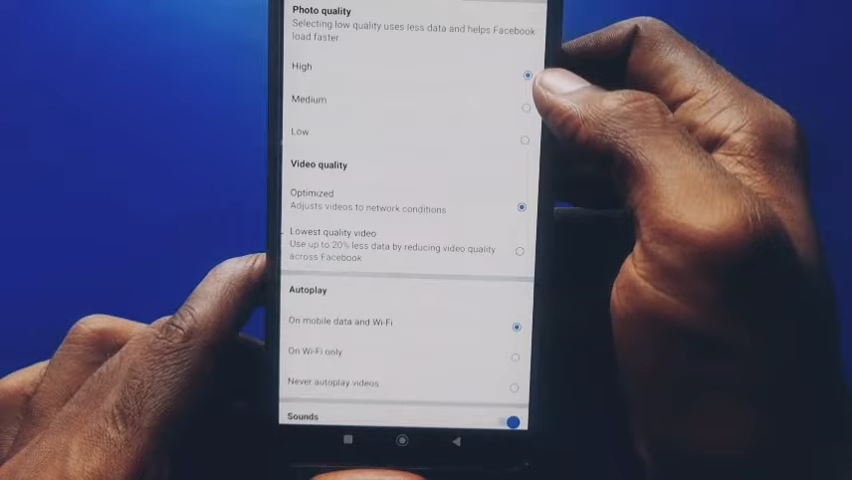 Photo quality
Selecting low quality uses less data and helps Facebook
load faster.
High
Medium
Low
Video quality
Optimized
Adjusts videos to network conditions
Lowest quality video
Use up to 20% less data by reducing video quality
across Facebook
Autoplay
On mobile data and Wi-Fi
On Wi-Fi only
Never autoplay videos
Sounds